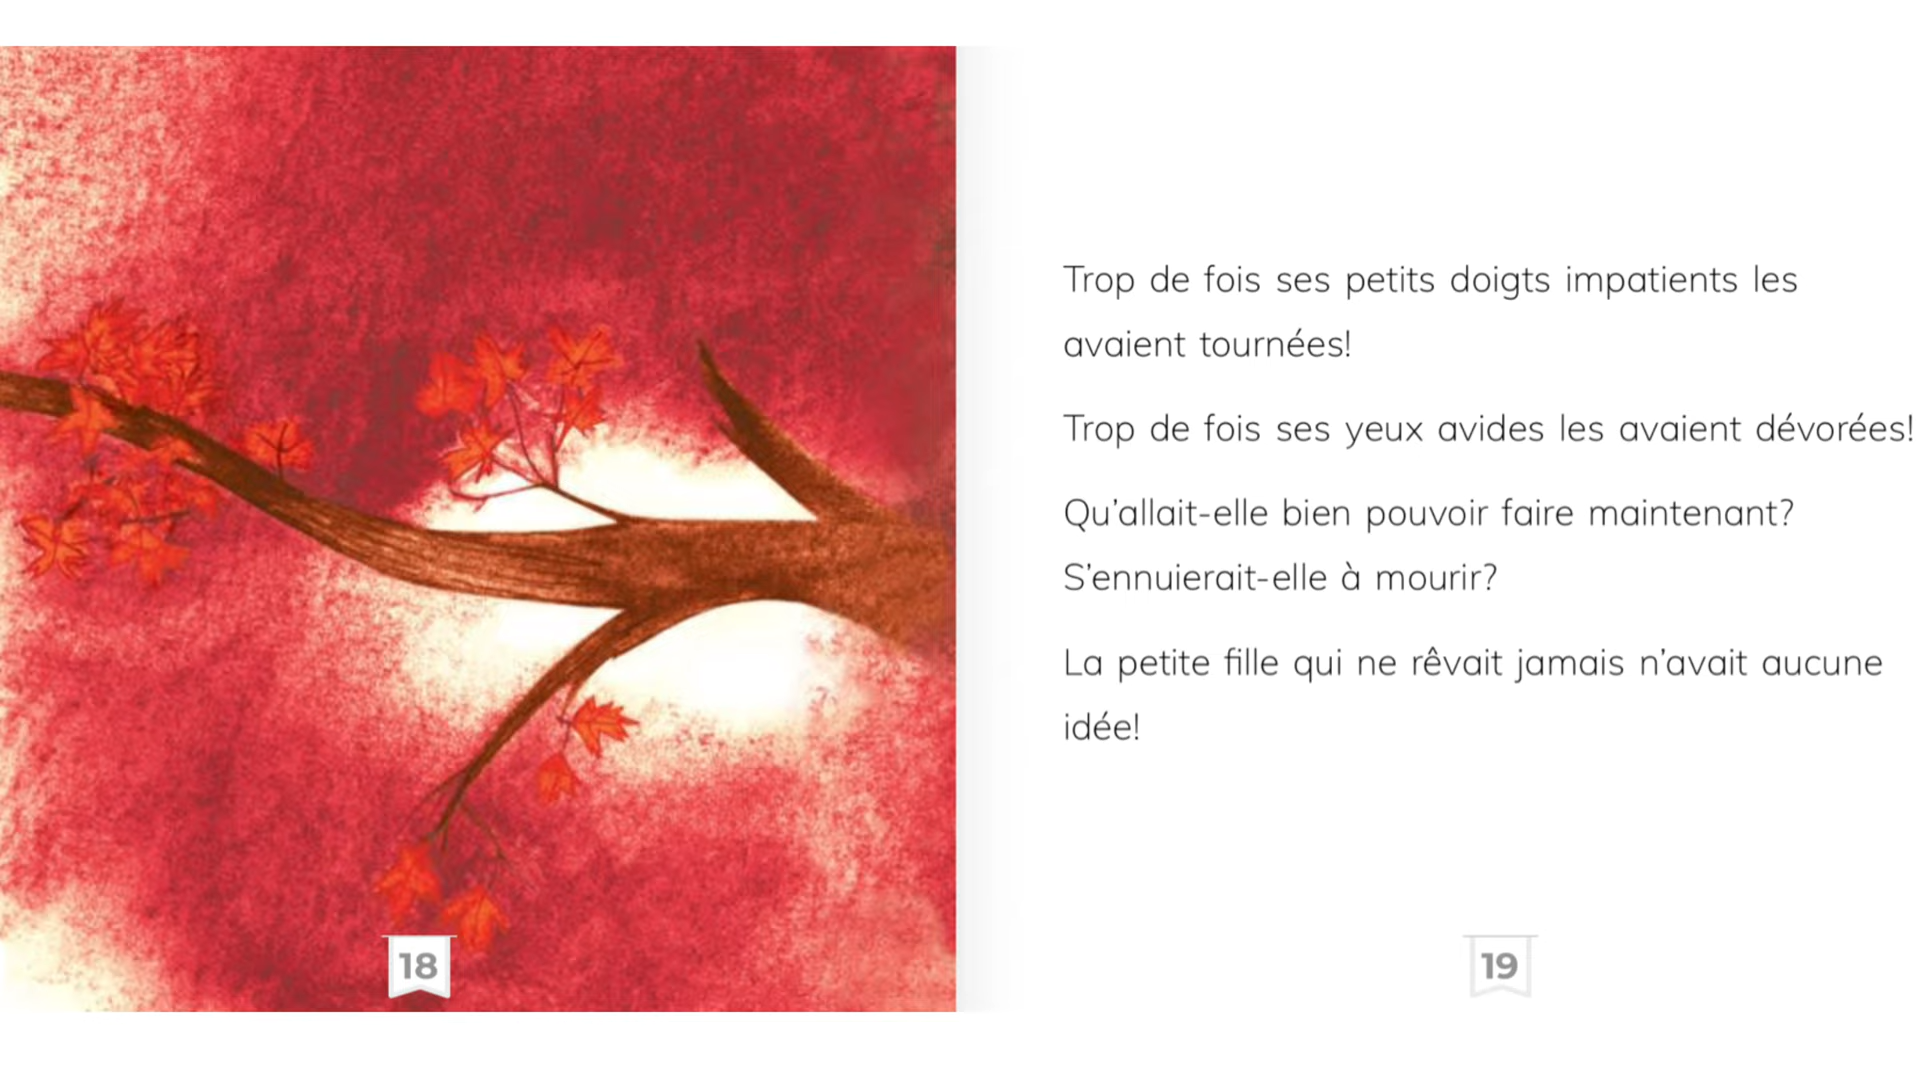 Trop de fois ses petits doigts impatients les
avaient tournées!
Trop de fois ses yeux avides les avaient dévorées!
Qu'allait-elle bien pouvoir faire maintenant?
S'ennuierait-elle à mourir?
La petite fille qui ne rêvait jamais n'avait aucune
idée!
18
19